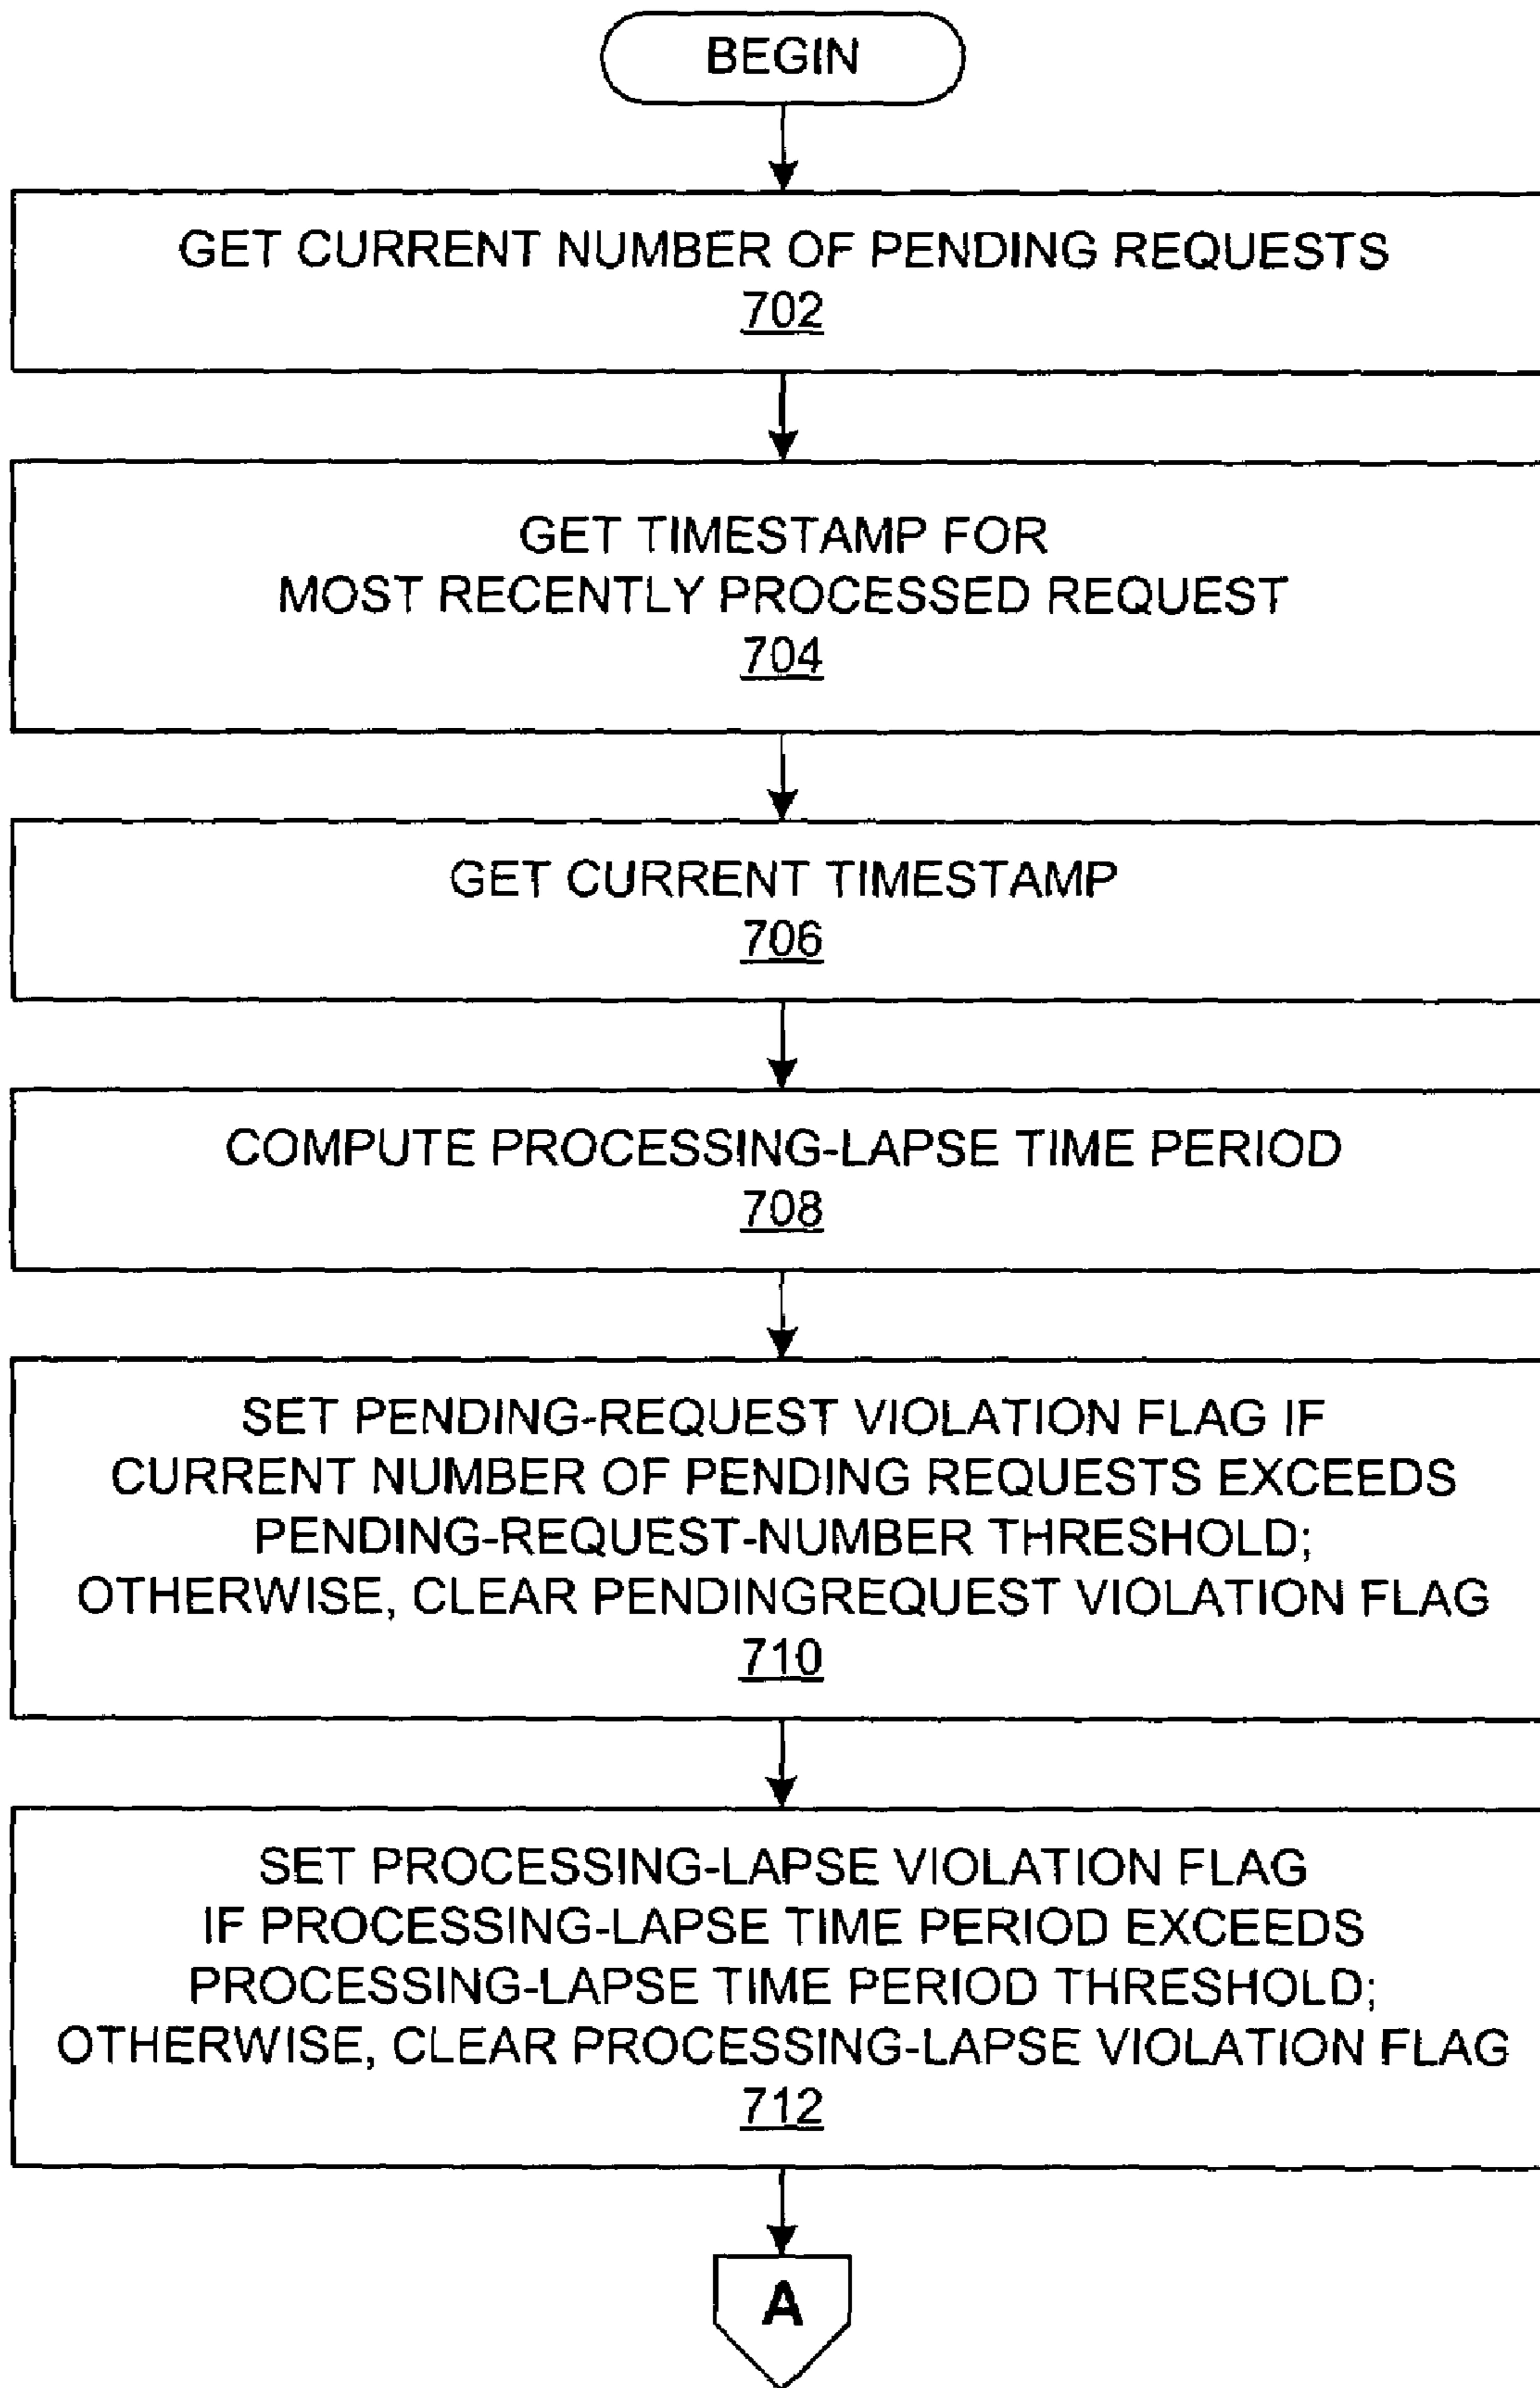 BEGIN
GET CURRENT NUMBER OF PENDING REQUESTS
702
GET TIMESTAMP FOR
MOST RECENTLY PROCESSED REQUEST
704
GET CURRENT TIMESTAMP
706
COMPUTE PROCESSING-LAPSE TIME PERIOD
708
SET PENDING-REQUEST VIOLATION FLAG IF
CURRENT NUMBER OF PENDING REQUESTS EXCEEDS
PENDING-REQUEST-NUMBER THRESHOLD;
OTHERWISE, CLEAR PENDINGREQUEST VIOLATION FLAG
710
SET PROCESSING-LAPSE VIOLATION FLAG
IF PROCESSING-LAPSE TIME PERIOD EXCEEDS
PROCESSING-LAPSE TIME PERIOD THRESHOLD;
OTHERWISE, CLEAR PROCESSING-LAPSE VIOLATION FLAG
712
A